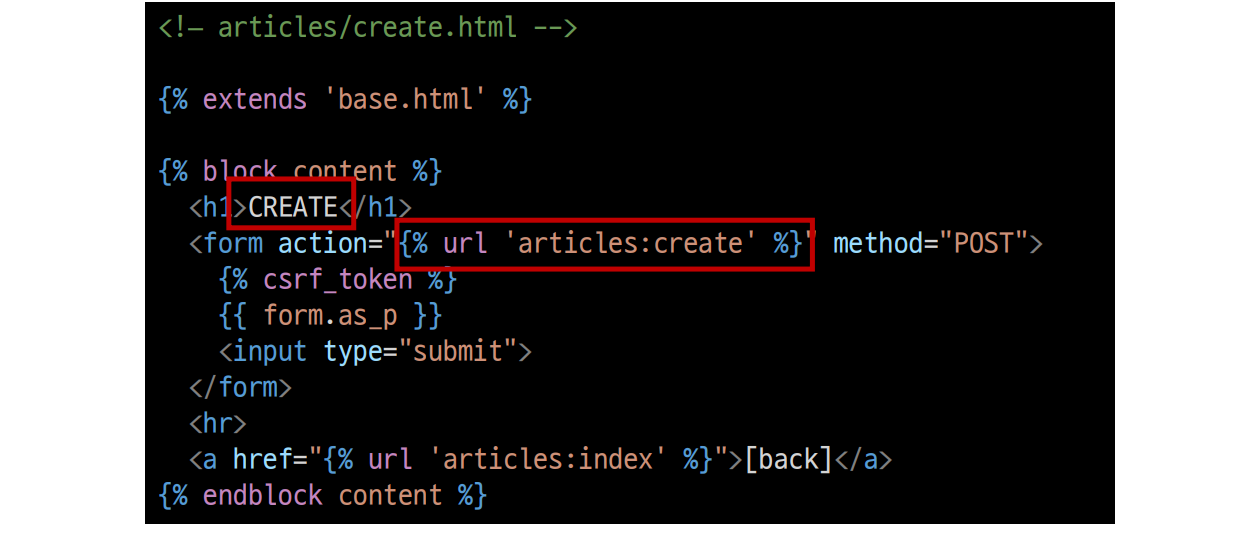 <!— articles/create.html -->
{% extends 'base.html' %}
{% block content %}
<h1>CREATE</h1>
<form action="{% url 'articles:create' %}" method="POST">
{% csrf_token %}
{{ form.as_p }}
<input type="submit">
</form>
<hr>
<a href="{% url 'articles:index' %}">[back]</a>
{% endblock content %}